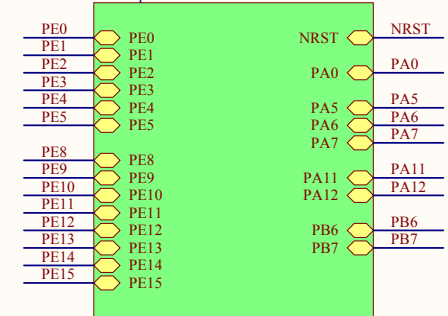 PE0 PE0 NRST NRST
PE1 PE1
PE2 PE2 PA0 PA0
PE3 PE3
PE4 PE4 PA5 PA5
PE5 PE5 PA6 PA6
PA7 PA7
PE8 PE8
PE9 PE9 PA11 PA11
PE10 PE10 PA12 PA12
PE11 PE11
PE12 PE12 PB6 PB6
PE13 PE13 PB7 PB7
PE14 PE14
PE15 PE15